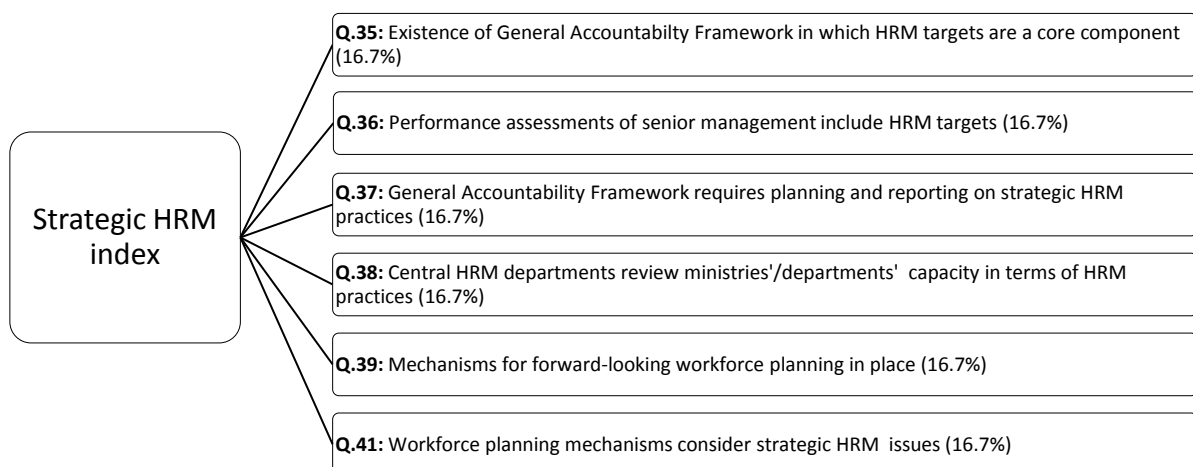 Strategic HRM
index
Q.35: Existence of General Accountabilty Framework in which HRM targets are a core component
(16.7%)
Q.36: Performance assessments of senior management include HRM targets (16.7%)
Q.37: General Accountability Framework requires planning and reporting on strategic HRM
practices (16.7%)
Q.38: Central HRM departments review ministries'/departments' capacity in terms of HRM
practices (16.7%)
Q.39: Mechanisms for forward-looking workforce planning in place (16.7%)
Q.41: Workforce planning mechanisms consider strategic HRM issues (16.7%)